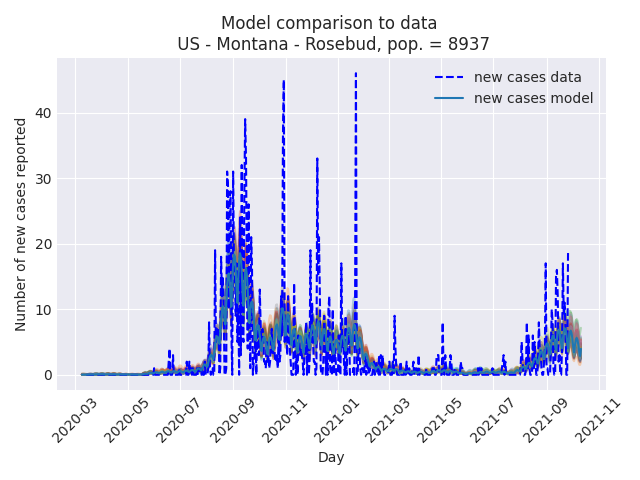 Model comparison to data
US - Montana - Rosebud, pop. = 8937
new cases data
new cases model
Number of new cases reported
40
30
20
10
0
2020-03
2020-05
2020-07
2020-09
2020-11
2021-01
2021-03
2021-05
2021-07
2021-09
2021-11
Day